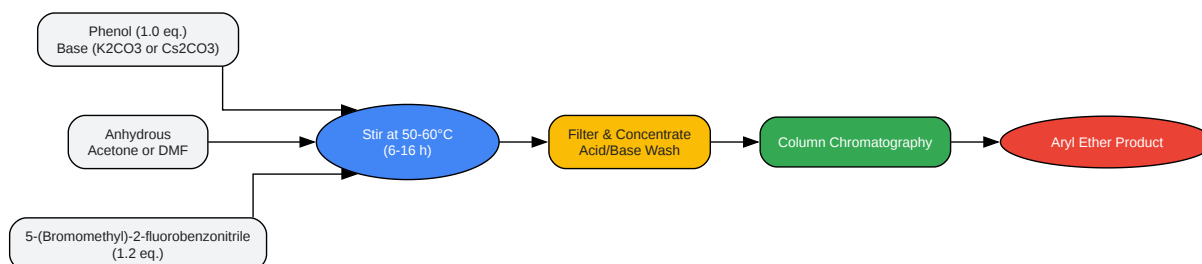 Phenol (1.0 eq.)
Base (K2CO3 or Cs2CO3)
Anhydrous
Acetone or DMF
5-(Bromomethyl)-2-fluorobenzonitrile
(1.2 eq.)
Stir at 50-60°C
(6-16 h)
Filter & Concentrate
Acid/Base Wash
Column Chromatography
Aryl Ether Product